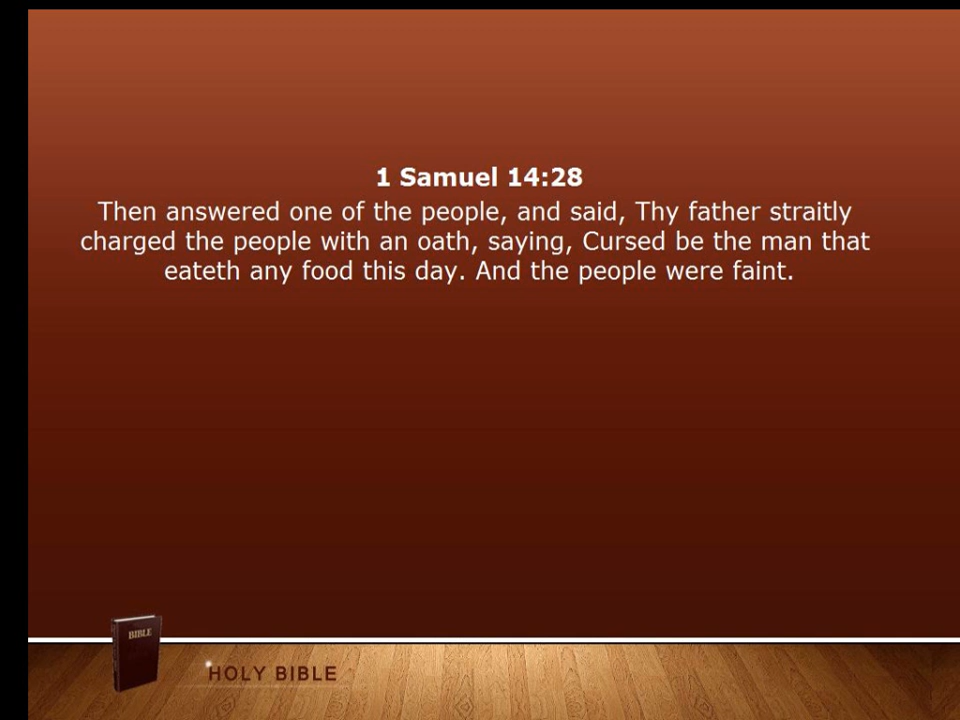 1 Samuel 14:28
Then answered one of the people, and said, Thy father straitly
charged the people with an oath, saying, Cursed be the man that
eateth any food this day. And the people were faint.
BIBLE
HOLY BIBLE